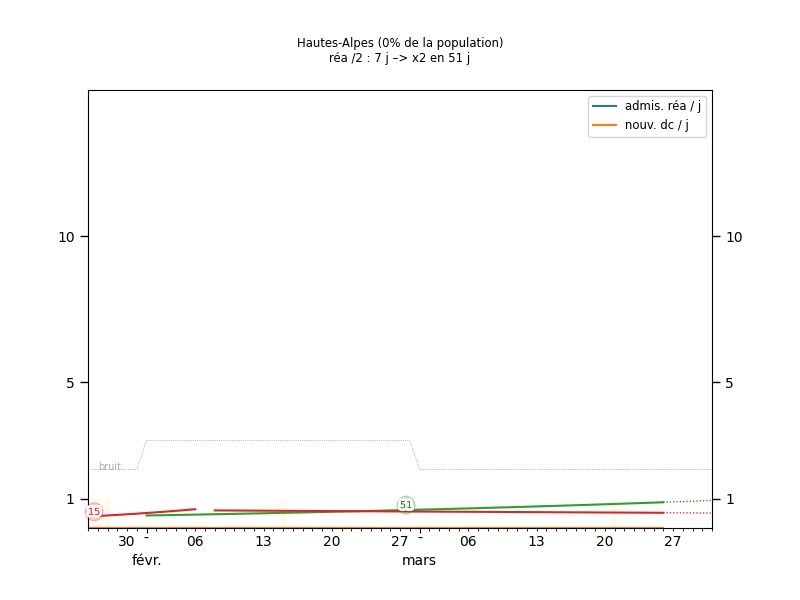 Hautes-Alpes (0% de la population)
réa /2 : 7 j –> x2 en 51 j
admis. réa / j
nouv. dc / j
10 10
5 5
bruit
1 15 51 1
30 06 13 20 27 06 13 20 27
févr. mars